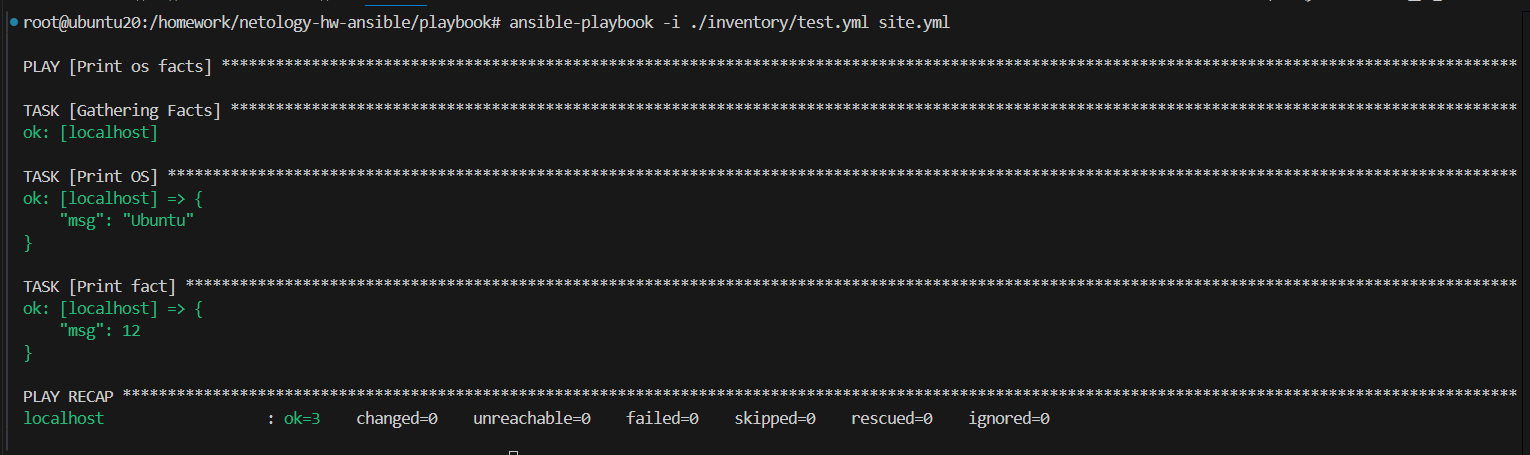 root@ubuntu20:/homework/netology-hw-ansible/playbook# ansible-playbook -i ./inventory/test.yml site.yml
PLAY [Print os facts] ************************************************************************************************************************************************
TASK [Gathering Facts] ***********************************************************************************************************************************************
ok: [localhost]
TASK [Print OS] ******************************************************************************************************************************************************
ok: [localhost] => {
    "msg": "Ubuntu"
}
TASK [Print fact] ****************************************************************************************************************************************************
ok: [localhost] => {
    "msg": 12
}
PLAY RECAP ***********************************************************************************************************************************************************
localhost                  : ok=3    changed=0    unreachable=0    failed=0    skipped=0    rescued=0    ignored=0